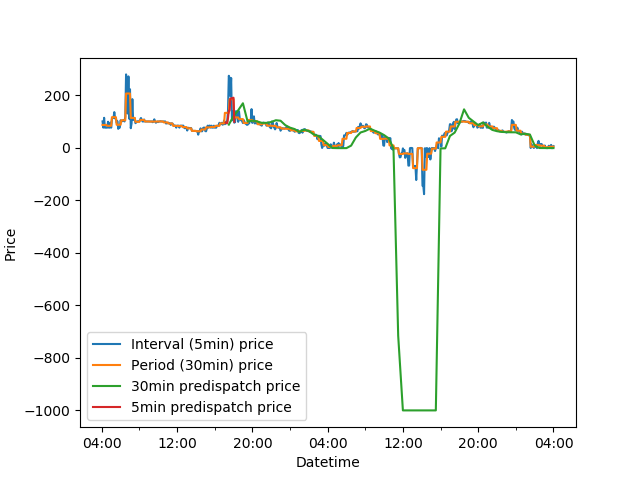 200
0
−200
−400
−600
−800
−1000
Price
Interval (5min) price
Period (30min) price
30min predispatch price
5min predispatch price
04:00 12:00 20:00 04:00 12:00 20:00 04:00
Datetime